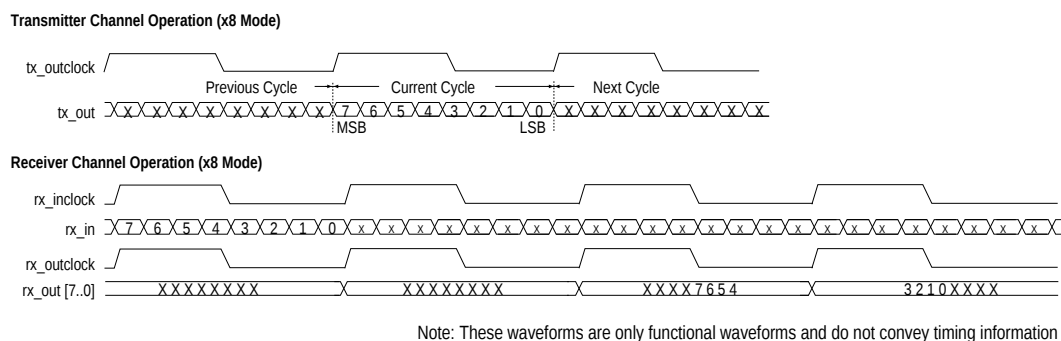 Transmitter Channel Operation (x8 Mode)
tx_outclock
Previous Cycle Current Cycle Next Cycle
tx_out X X X X X X X X 7 6 5 4 3 2 1 0 X X X X X X X X
MSB LSB
Receiver Channel Operation (x8 Mode)
rx_inclock
rx_in 7 6 5 4 3 2 1 0 x x x x x x x x x x x x x x x x x x x x x x x x
rx_outclock
rx_out [7..0] X X X X X X X X X X X X X X X X X X X X 7 6 5 4 3 2 1 0 X X X X
Note: These waveforms are only functional waveforms and do not convey timing information